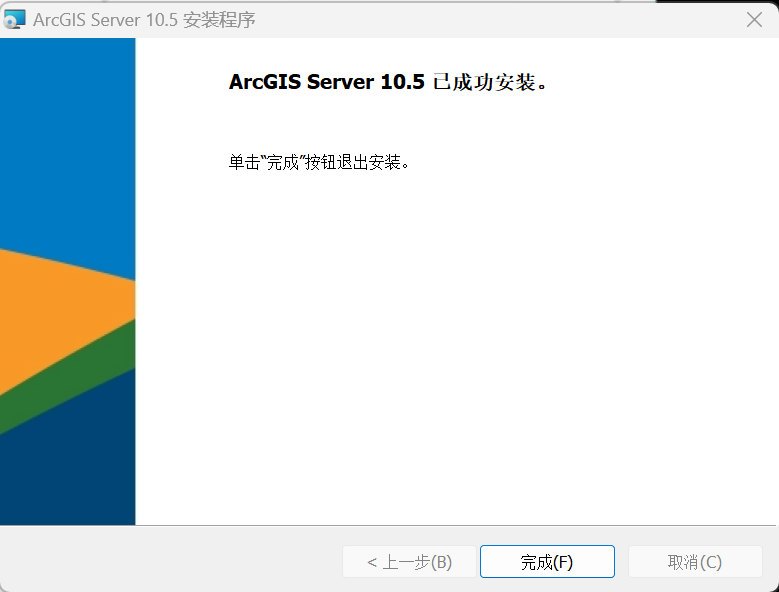 ArcGIS Server 10.5 安装程序
ArcGIS Server 10.5 已成功安装。
单击“完成”按钮退出安装。
< 上一步(B)
完成(F)
取消(C)